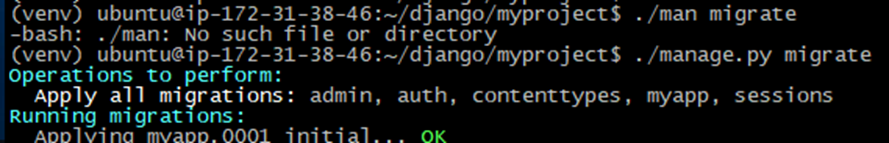 (venv) ubuntu@ip-172-31-38-46:~/django/myproject$ ./man migrate
-bash: ./man: No such file or directory
(venv) ubuntu@ip-172-31-38-46:~/django/myproject$ ./manage.py migrate
Operations to perform:
  Apply all migrations: admin, auth, contenttypes, myapp, sessions
Running migrations:
  Applying myapp.0001_initial... OK